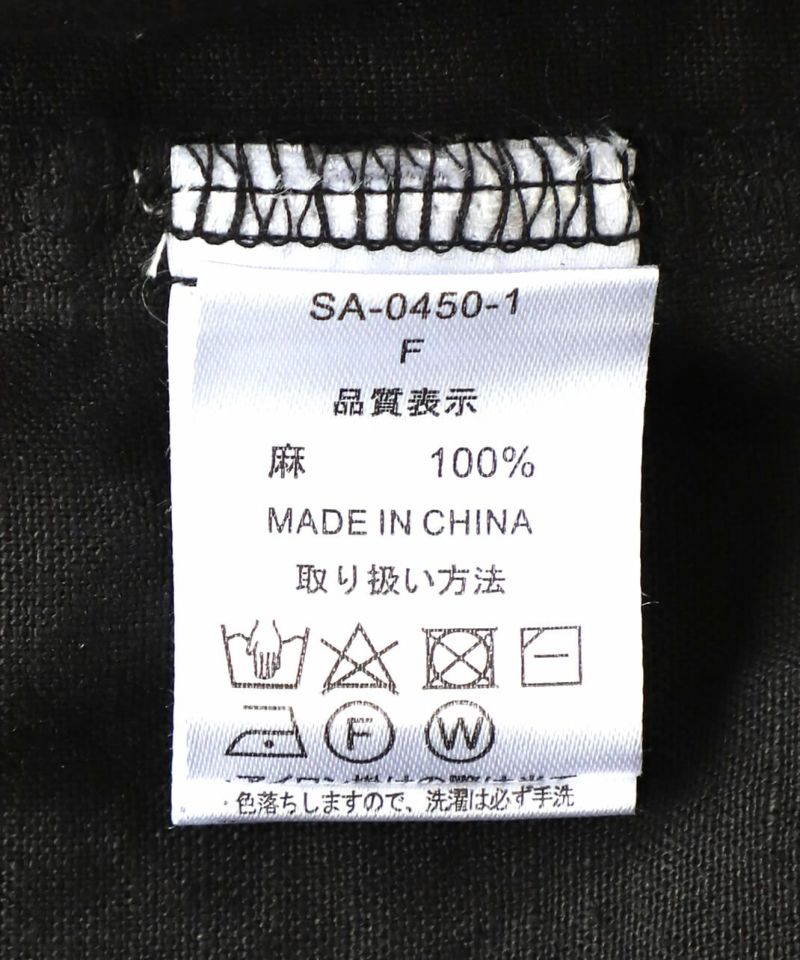 SA-0450-1
F
品質表示
麻 100%
MADE IN CHINA
取り扱い方法
F W
色落ちしますので、洗濯は必ず手洗